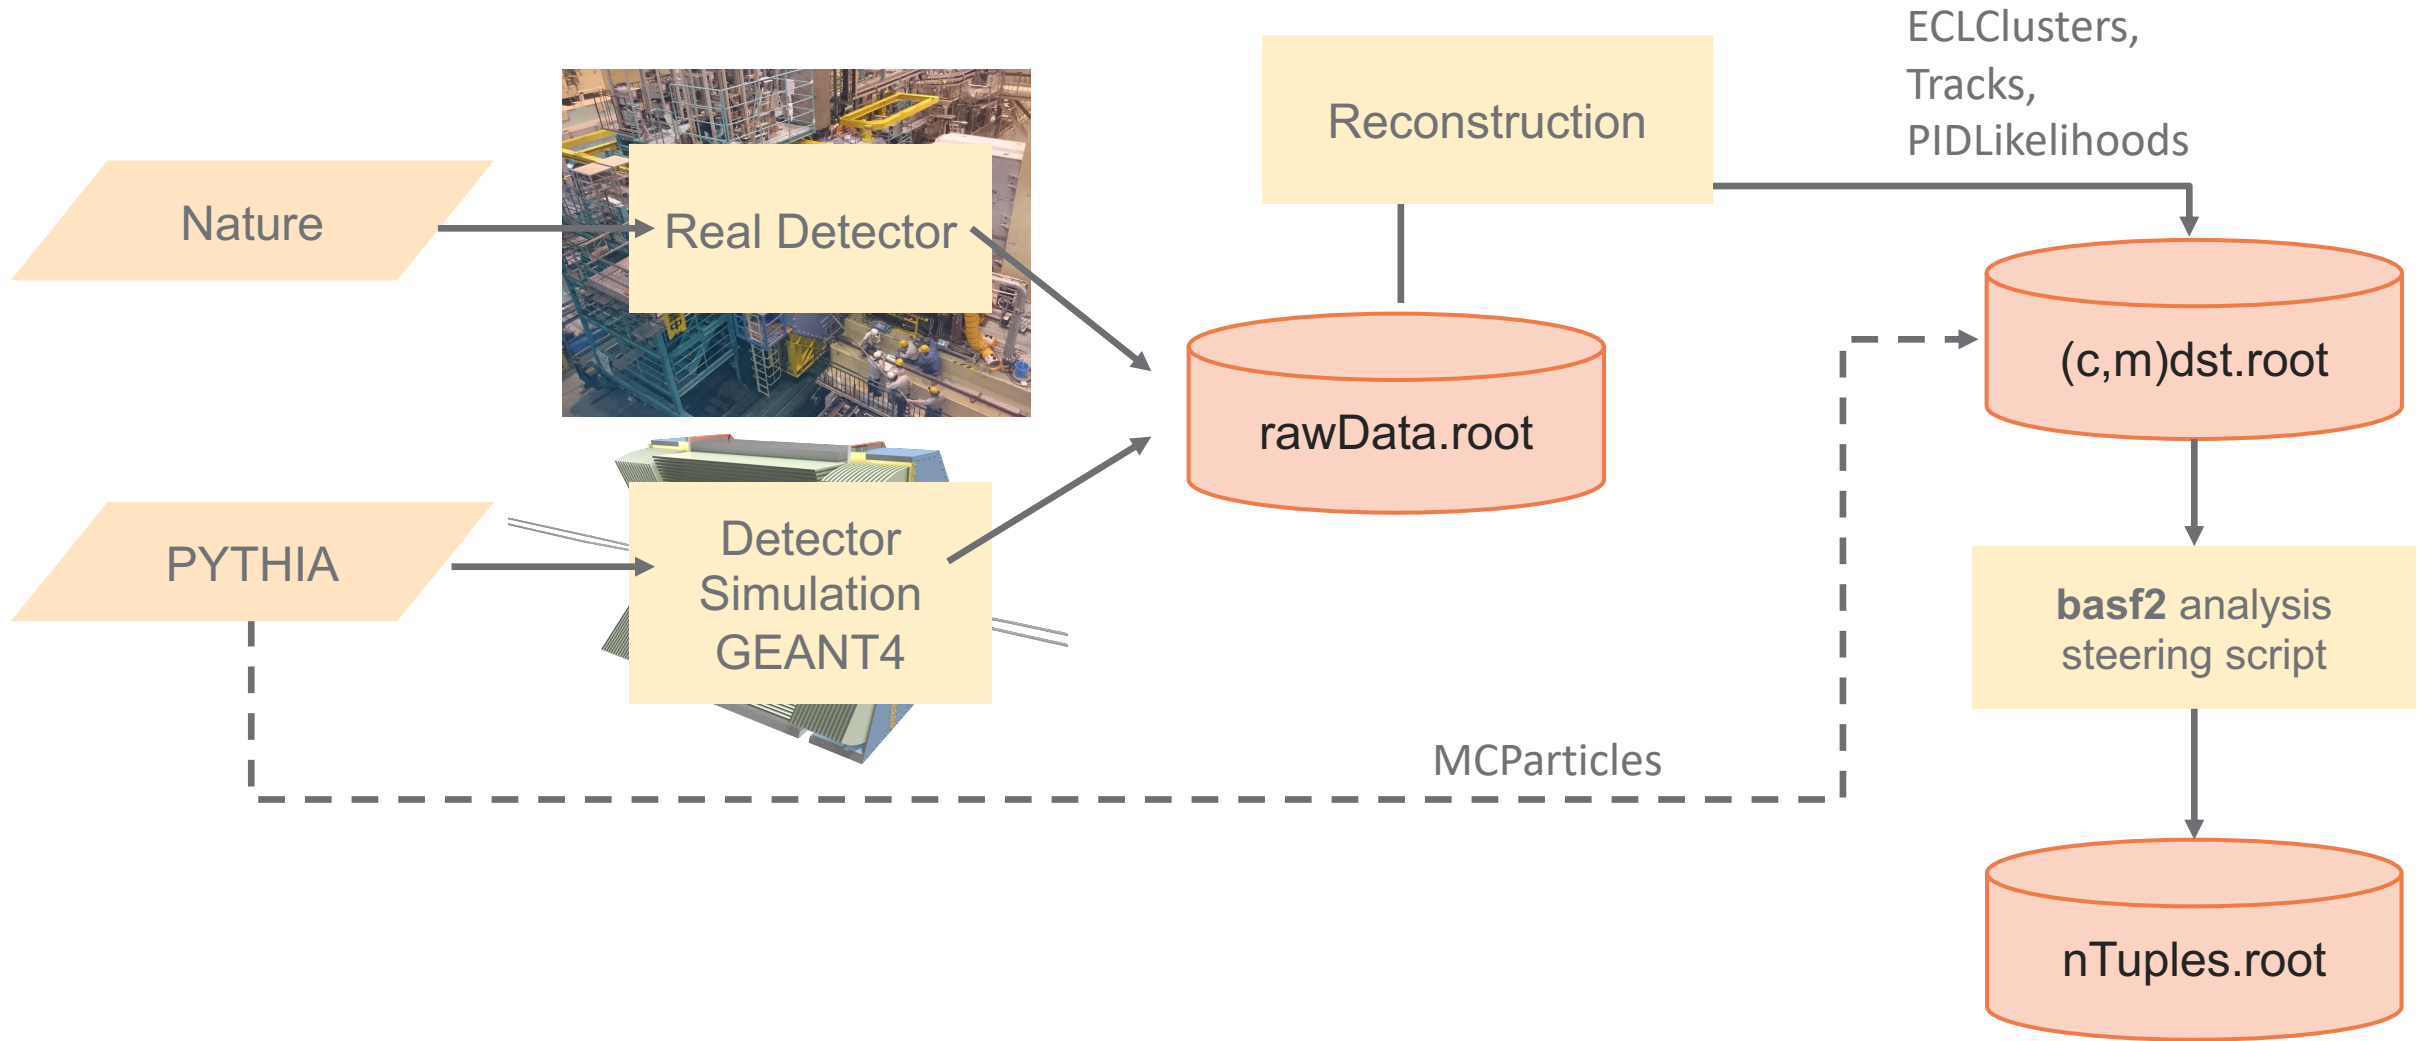 Nature
Real Detector
PYTHIA
Detector
Simulation
GEANT4
rawData.root
Reconstruction
ECLClusters,
Tracks,
PIDLikelihoods
(c,m)dst.root
basf2 analysis
steering script
MCParticles
nTuples.root